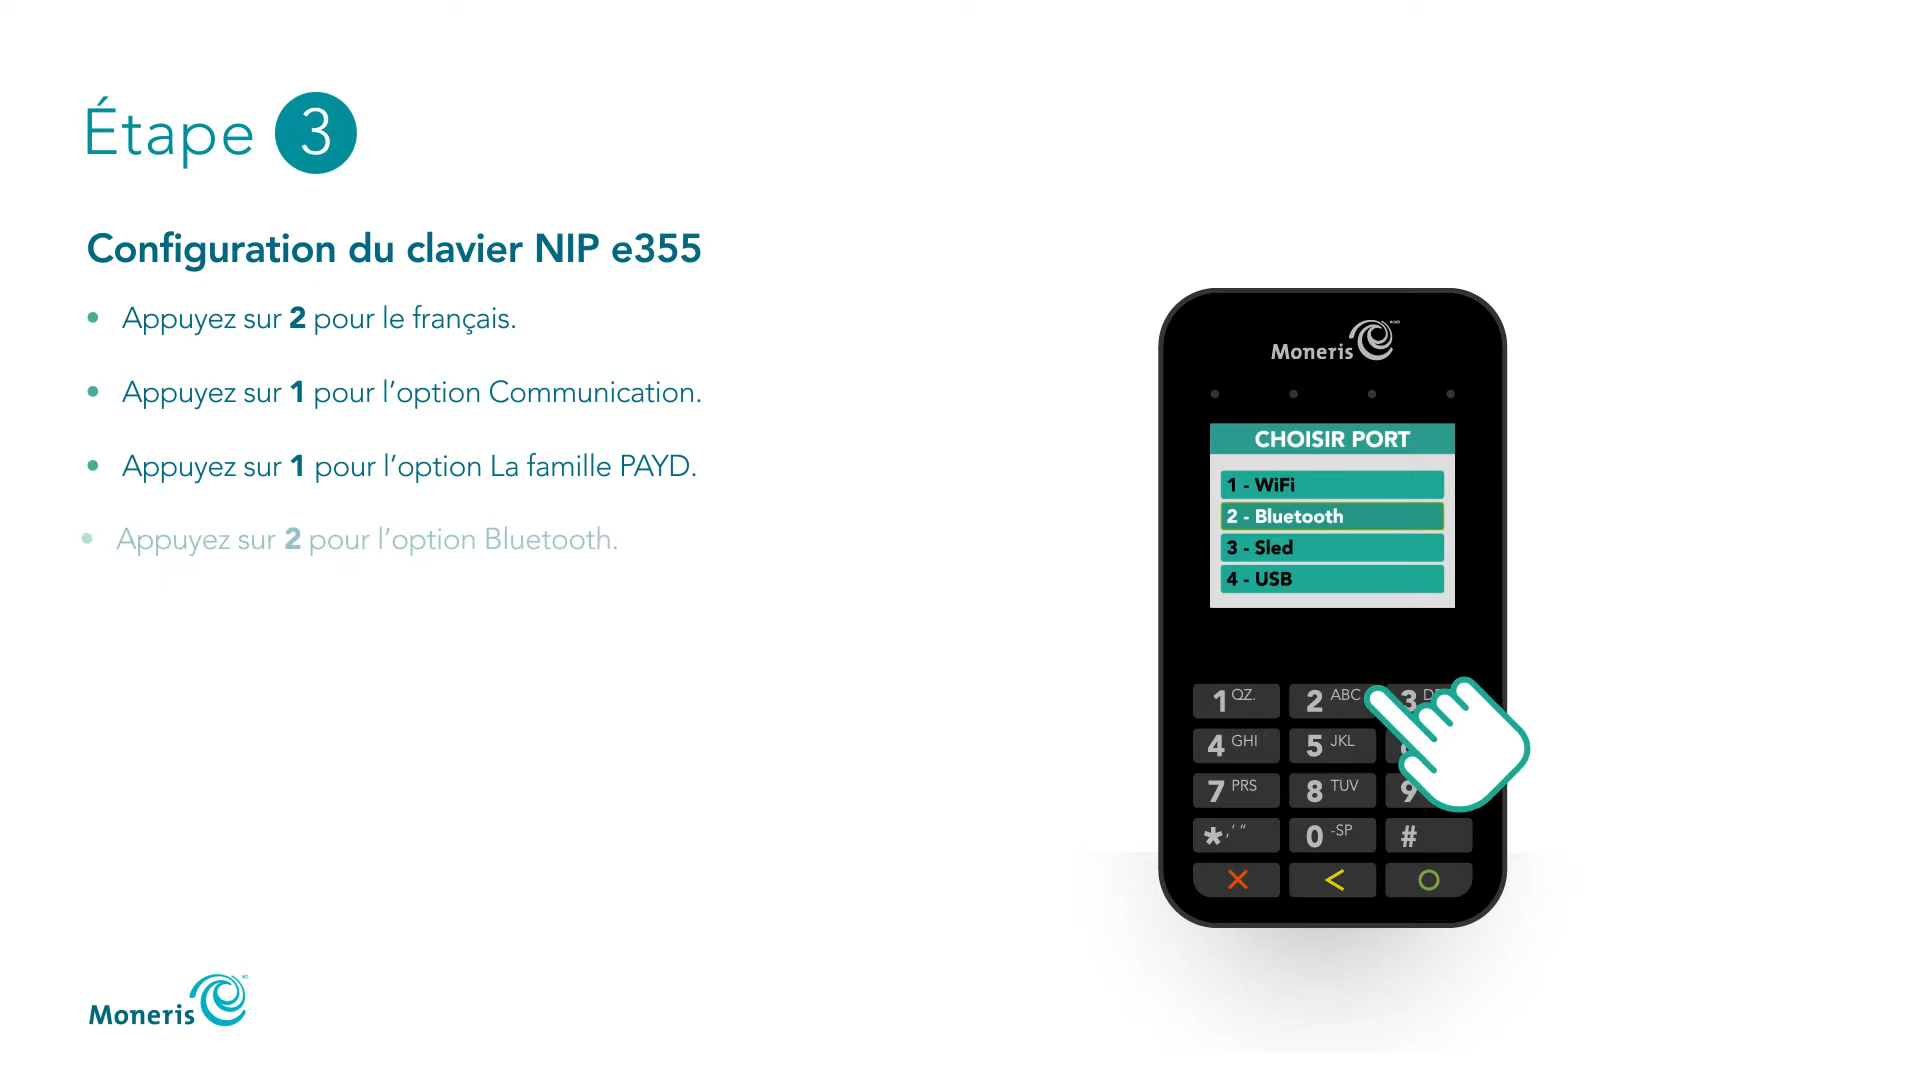 Étape 3
Configuration du clavier NIP e355
• Appuyez sur 2 pour le français.
• Appuyez sur 1 pour l’option Communication.
• Appuyez sur 1 pour l’option La famille PAYD.
• Appuyez sur 2 pour l’option Bluetooth.
Moneris
CHOISIR PORT
1 - WiFi
2 - Bluetooth
3 - Sled
4 - USB
1 QZ. 2 ABC 3
4 GHI 5 JKL
7 PRS 8 TUV 9
*,‘ “ 0 -SP #
Moneris